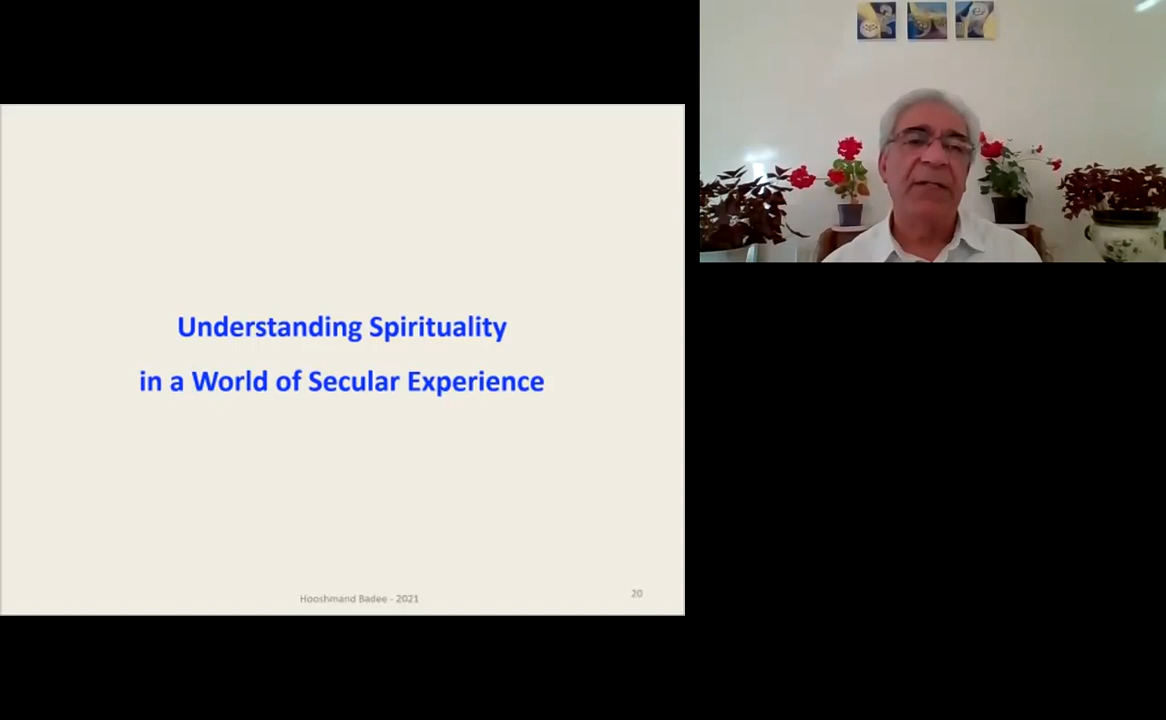 Understanding Spirituality
in a World of Secular Experience
Hooshmand Badee - 2021
20